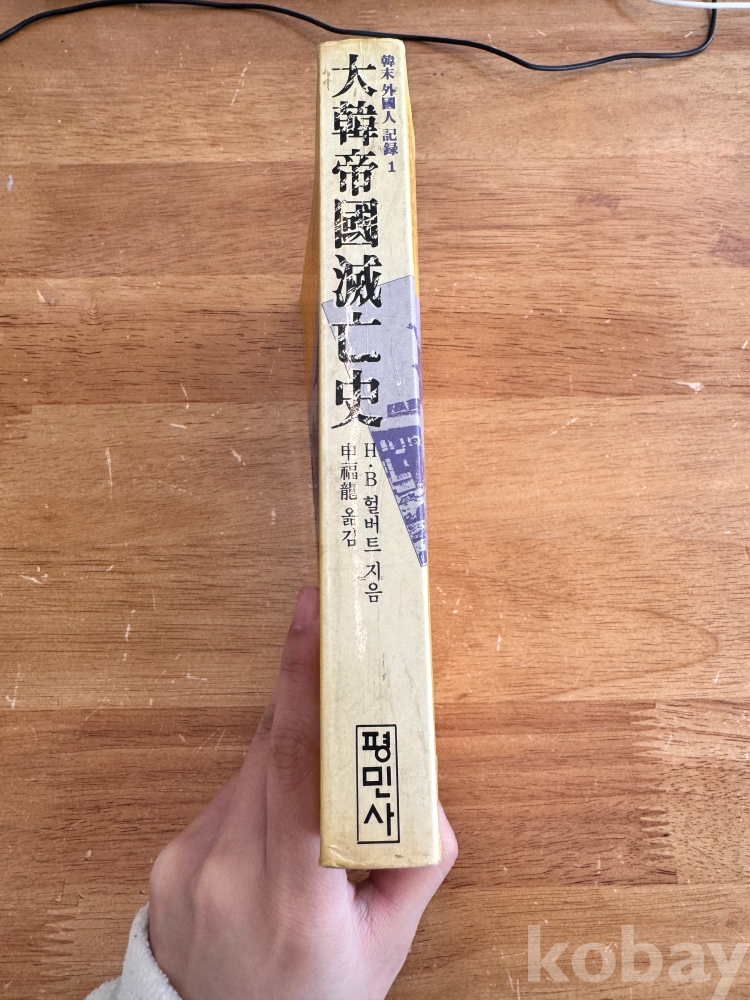 韓末 外國人 記録 1
大韓帝國滅亡史
H·B 헐버트 지음
申福龍 옮김
평민사
kobay